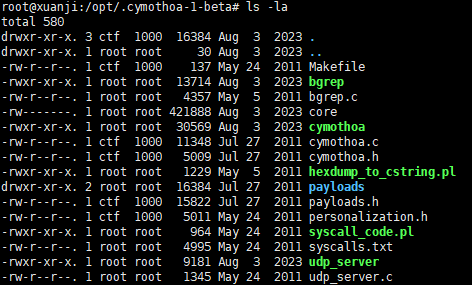 root@xuanji:/opt/.cymothoa-1-beta# ls -la
total 580
drwxr-xr-x. 3 ctf  1000  16384 Aug  3  2023 .
drwxr-xr-x. 1 root root     30 Aug  3  2023 ..
-rw-r--r--. 1 ctf  1000    137 May 24  2011 Makefile
-rwxr-xr-x. 1 root root  13714 Aug  3  2023 bgrep
-rw-r--r--. 1 root root   4357 May  5  2011 bgrep.c
-rw-------. 1 root root 421888 Aug  3  2023 core
-rwxr-xr-x. 1 root root  30569 Aug  3  2023 cymothoa
-rw-r--r--. 1 ctf  1000  11348 Jul 27  2011 cymothoa.c
-rw-r--r--. 1 ctf  1000   5009 Jul 27  2011 cymothoa.h
-rwxr-xr-x. 1 root root   1229 May  5  2011 hexdump_to_cstring.pl
drwxr-xr-x. 2 root root  16384 Jul 27  2011 payloads
-rw-r--r--. 1 ctf  1000  15822 Jul 27  2011 payloads.h
-rw-r--r--. 1 ctf  1000   5011 May 24  2011 personalization.h
-rwxr-xr-x. 1 root root    964 May 24  2011 syscall_code.pl
-rw-r--r--. 1 root root   4995 May 24  2011 syscalls.txt
-rwxr-xr-x. 1 root root   9181 Aug  3  2023 udp_server
-rw-r--r--. 1 root root   1345 May 24  2011 udp_server.c